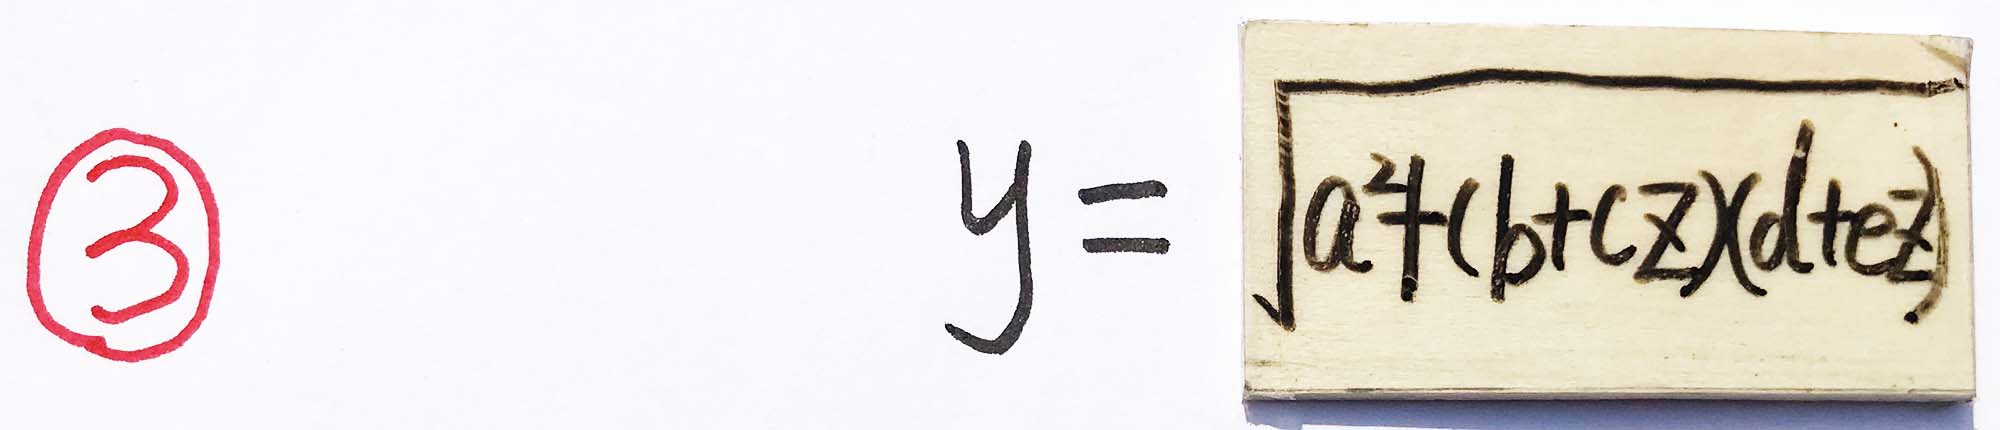 ③ y = √(a²+(b+cz)(d+ez))